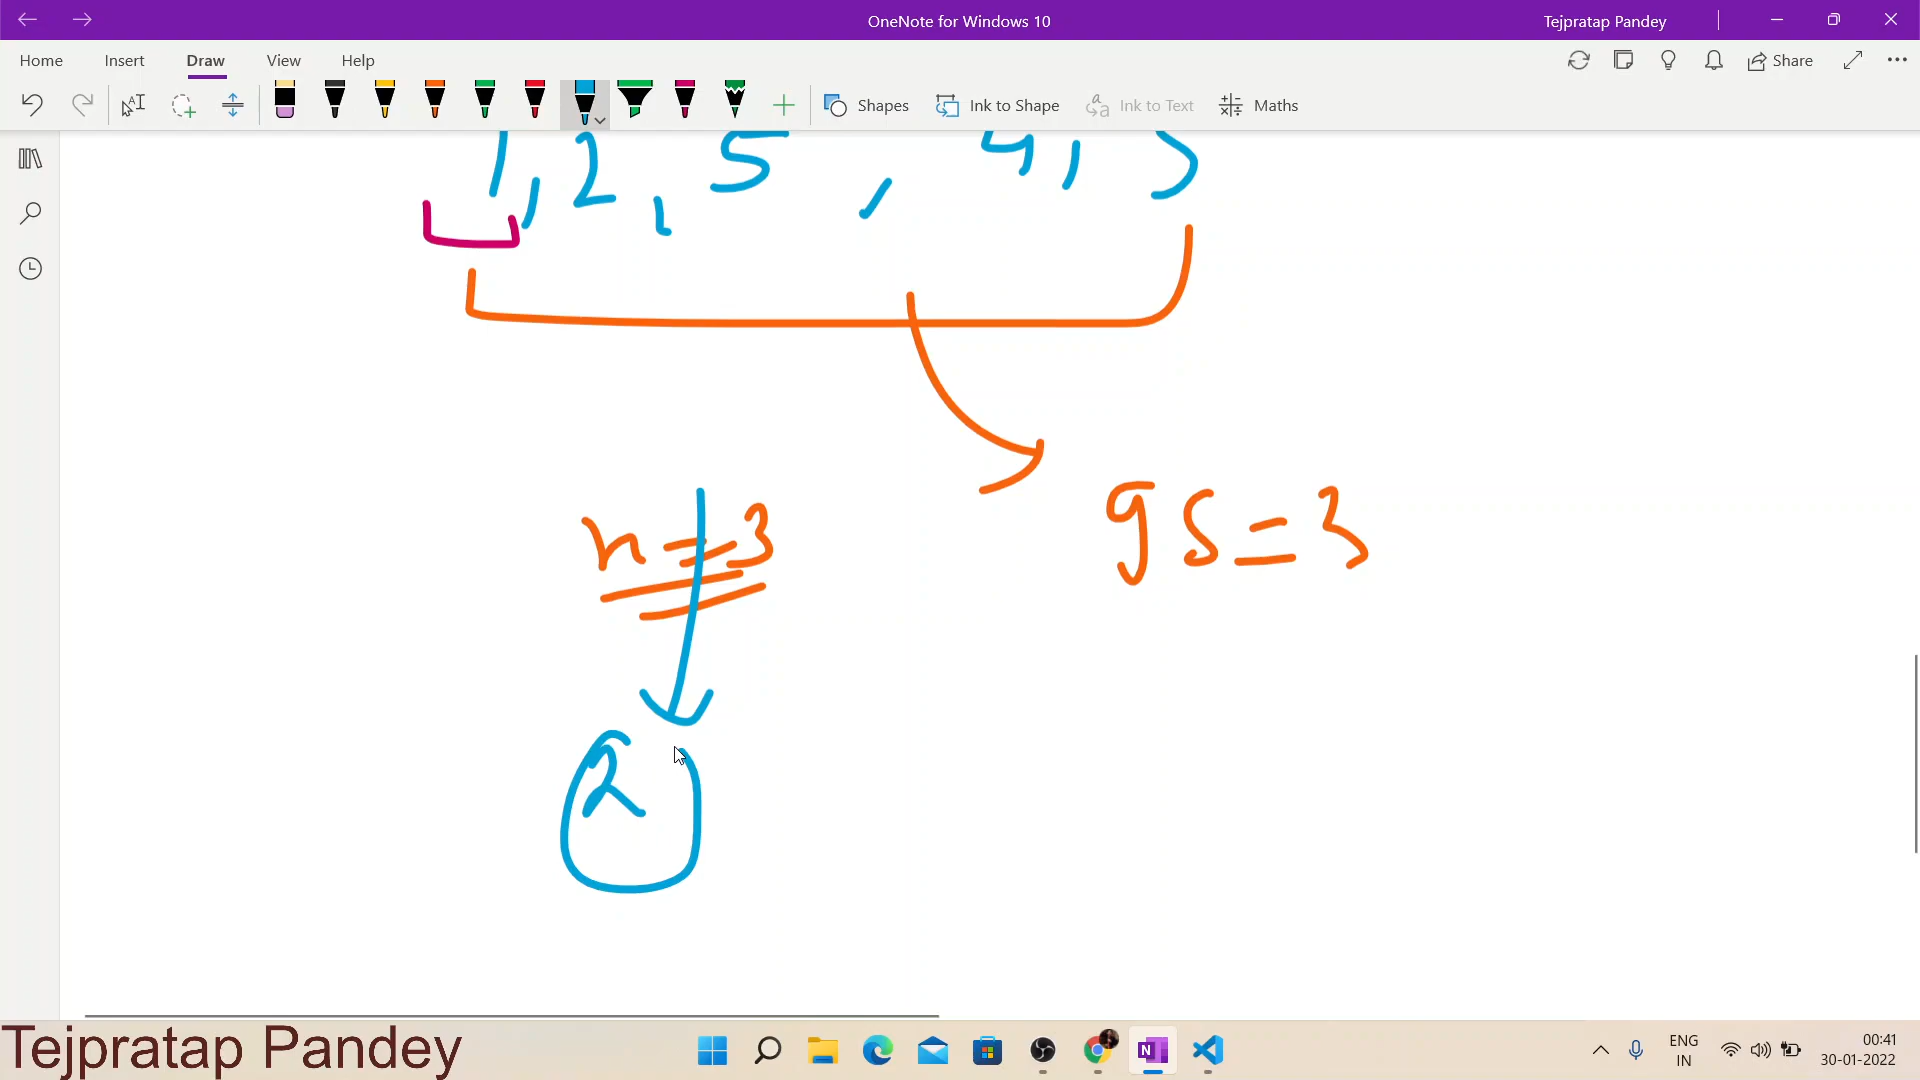 OneNote for Windows 10
Tejpratap Pandey
Home Insert Draw View Help
Share
Shapes Ink to Shape Ink to Text Maths
1, 2, 5, 4,
n=3
gs=3
2
Tejpratap Pandey
ENG
IN
00:41
30-01-2022